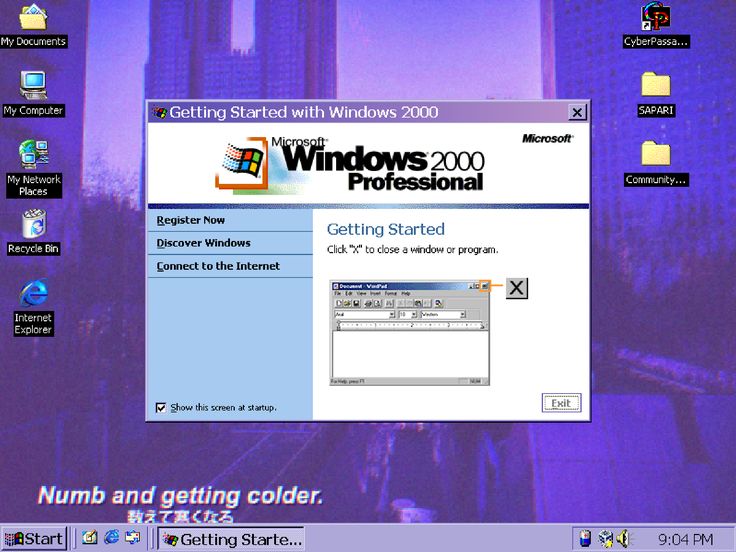 My Documents
My Computer
My Network
Places
Recycle Bin
Internet
Explorer
CyberPassa...
SAPARI
Community...
Getting Started with Windows 2000
Microsoft®
Windows® 2000
Professional
Microsoft®
Register Now
Discover Windows
Connect to the Internet
Getting Started
Click "X" to close a window or program.
Document - WordPad
File Edit View Insert Format Help
Arial 10 Western
For Help, press F1 NUM
X
Show this screen at startup.
Exit
Numb and getting colder.
数えて寒くなる
Start
Getting Starte...
9:04 PM